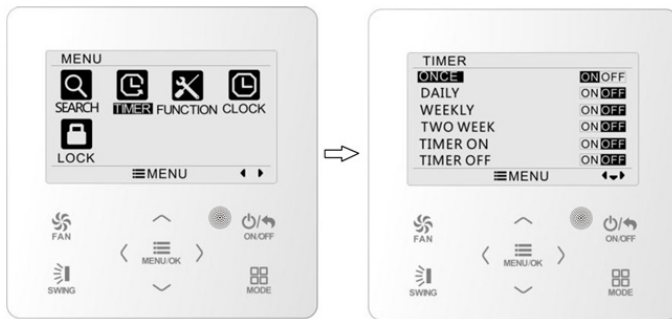 MENU
SEARCH TIMER FUNCTION CLOCK
LOCK
MENU
FAN
ON/OFF
MENU/OK
SWING
MODE
TIMER
ONCE ON OFF
DAILY ON OFF
WEEKLY ON OFF
TWO WEEK ON OFF
TIMER ON ON OFF
TIMER OFF ON OFF
MENU
FAN
ON/OFF
MENU/OK
SWING
MODE